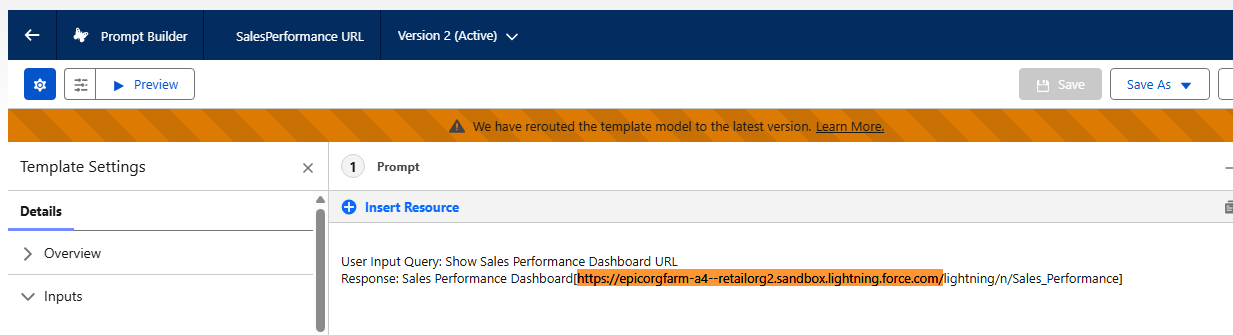 Prompt Builder
SalesPerformance URL
Version 2 (Active)
Preview
Save
Save As
We have rerouted the template model to the latest version. Learn More.
Template Settings
1 Prompt
Details
Insert Resource
Overview
Inputs
User Input Query: Show Sales Performance Dashboard URL
Response: Sales Performance Dashboard[https://epicorgfarm-a4--retailorg2.sandbox.lightning.force.com/lightning/n/Sales_Performance]